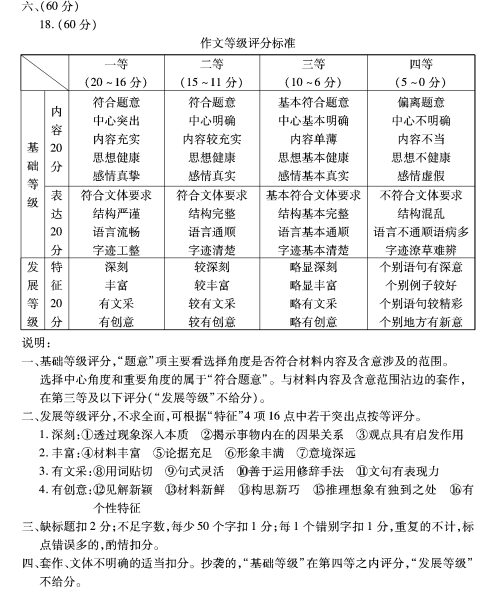 六、(60分)
18.(60分)
作文等级评分标准
一等 二等 三等 四等
(20~16分) (15~11分) (10~6分) (5~0分)
基础等级 内容20分
符合题意 符合题意 基本符合题意 偏离题意
中心突出 中心明确 中心基本明确 中心不明确
内容充实 内容较充实 内容单薄 内容不当
思想健康 思想健康 思想基本健康 思想不健康
感情真挚 感情真实 感情基本真实 感情虚假
表达20分
符合文体要求 符合文体要求 基本符合文体要求 不符合文体要求
结构严谨 结构完整 结构基本完整 结构混乱
语言流畅 语言通顺 语言基本通顺 语言不通顺语病多
字迹工整 字迹清楚 字迹基本清楚 字迹潦草难辨
发展等级 特征20分
深刻 较深刻 略显深刻 个别语句有深意
丰富 较丰富 略显丰富 个别例子较好
有文采 较有文采 略有文采 个别语句较精彩
有创意 较有创意 略有创意 个别地方有新意
说明:
一、基础等级评分,“题意”项主要看选择角度是否符合材料内容及含意涉及的范围。
选择中心角度和重要角度的属于“符合题意”。与材料内容及含意范围沾边的套作,
在第三等及以下评分(“发展等级”不给分)。
二、发展等级评分,不求全面,可根据“特征”4项16点中若干突出点按等评分。
1.深刻:①透过现象深入本质 ②揭示事物内在的因果关系 ③观点具有启发作用
2.丰富:④材料丰富 ⑤论据充足 ⑥形象丰满 ⑦意境深远
3.有文采:⑧用词贴切 ⑨句式灵活 ⑩善于运用修辞手法 ⑪文句有表现力
4.有创意:⑫见解新颖 ⑬材料新鲜 ⑭构思新巧 ⑮推理想象有独到之处 ⑯有
个性特征
三、缺标题扣2分;不足字数,每少50个字扣1分;每1个错别字扣1分,重复的不计,标
点错误多的,酌情扣分。
四、套作、文体不明确的适当扣分。抄袭的,“基础等级”在第四等之内评分,“发展等级”
不给分。